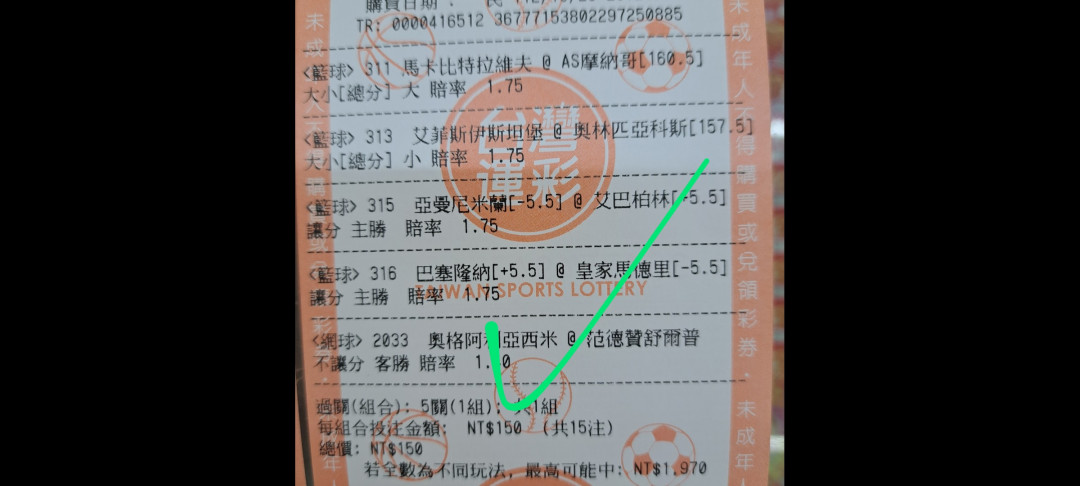 TR: 0000416512 36777153802297250885
<籃球> 311 馬卡比特拉維夫 @ AS摩納哥[160.5]
大小[總分] 大 賠率 1.75
<籃球> 313 艾菲斯伊斯坦堡 @ 奧林匹亞科斯[157.5]
大小[總分] 小 賠率 1.75
<籃球> 315 亞曼尼米蘭[-5.5] @ 艾巴柏林[+5.5]
讓分 主勝 賠率 1.75
<籃球> 316 巴塞隆納[+5.5] @ 皇家馬德里[-5.5]
讓分 主勝 賠率 1.75
<網球> 2033 奧格阿利亞西米 @ 范德贊舒爾普
不讓分 客勝 賠率
過關(組合): 5關(1組); 共1組
每組合投注金額: NT$150 (共15注)
總價: NT$150
若全數為不同玩法, 最高可能中: NT$1,970
台灣
運彩
TAIWAN SPORTS LOTTERY
未成年人不得購買或兌領彩券